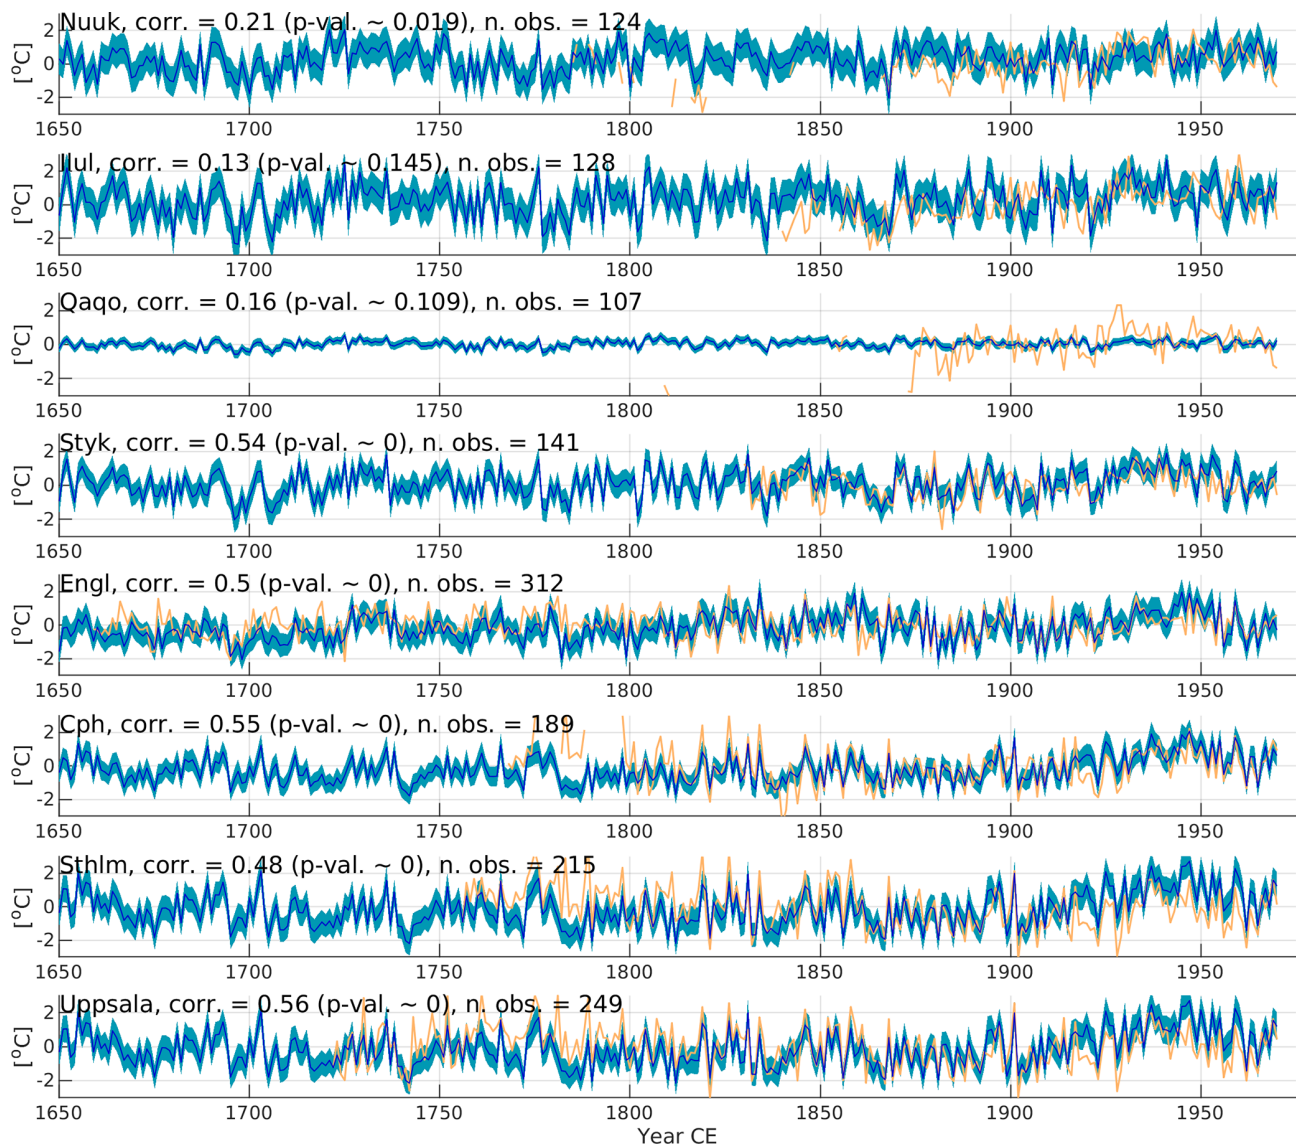 Nuuk, corr. = 0.21 (p-val. ~ 0.019), n. obs. = 124
[°C]
2
0
-2
1650 1700 1750 1800 1850 1900 1950
Ilul, corr. = 0.13 (p-val. ~ 0.145), n. obs. = 128
[°C]
2
0
-2
1650 1700 1750 1800 1850 1900 1950
Qaqo, corr. = 0.16 (p-val. ~ 0.109), n. obs. = 107
[°C]
2
0
-2
1650 1700 1750 1800 1850 1900 1950
Styk, corr. = 0.54 (p-val. ~ 0), n. obs. = 141
[°C]
2
0
-2
1650 1700 1750 1800 1850 1900 1950
Engl, corr. = 0.5 (p-val. ~ 0), n. obs. = 312
[°C]
2
0
-2
1650 1700 1750 1800 1850 1900 1950
Cph, corr. = 0.55 (p-val. ~ 0), n. obs. = 189
[°C]
2
0
-2
1650 1700 1750 1800 1850 1900 1950
Sthlm, corr. = 0.48 (p-val. ~ 0), n. obs. = 215
[°C]
2
0
-2
1650 1700 1750 1800 1850 1900 1950
Uppsala, corr. = 0.56 (p-val. ~ 0), n. obs. = 249
[°C]
2
0
-2
1650 1700 1750 1800 1850 1900 1950
Year CE